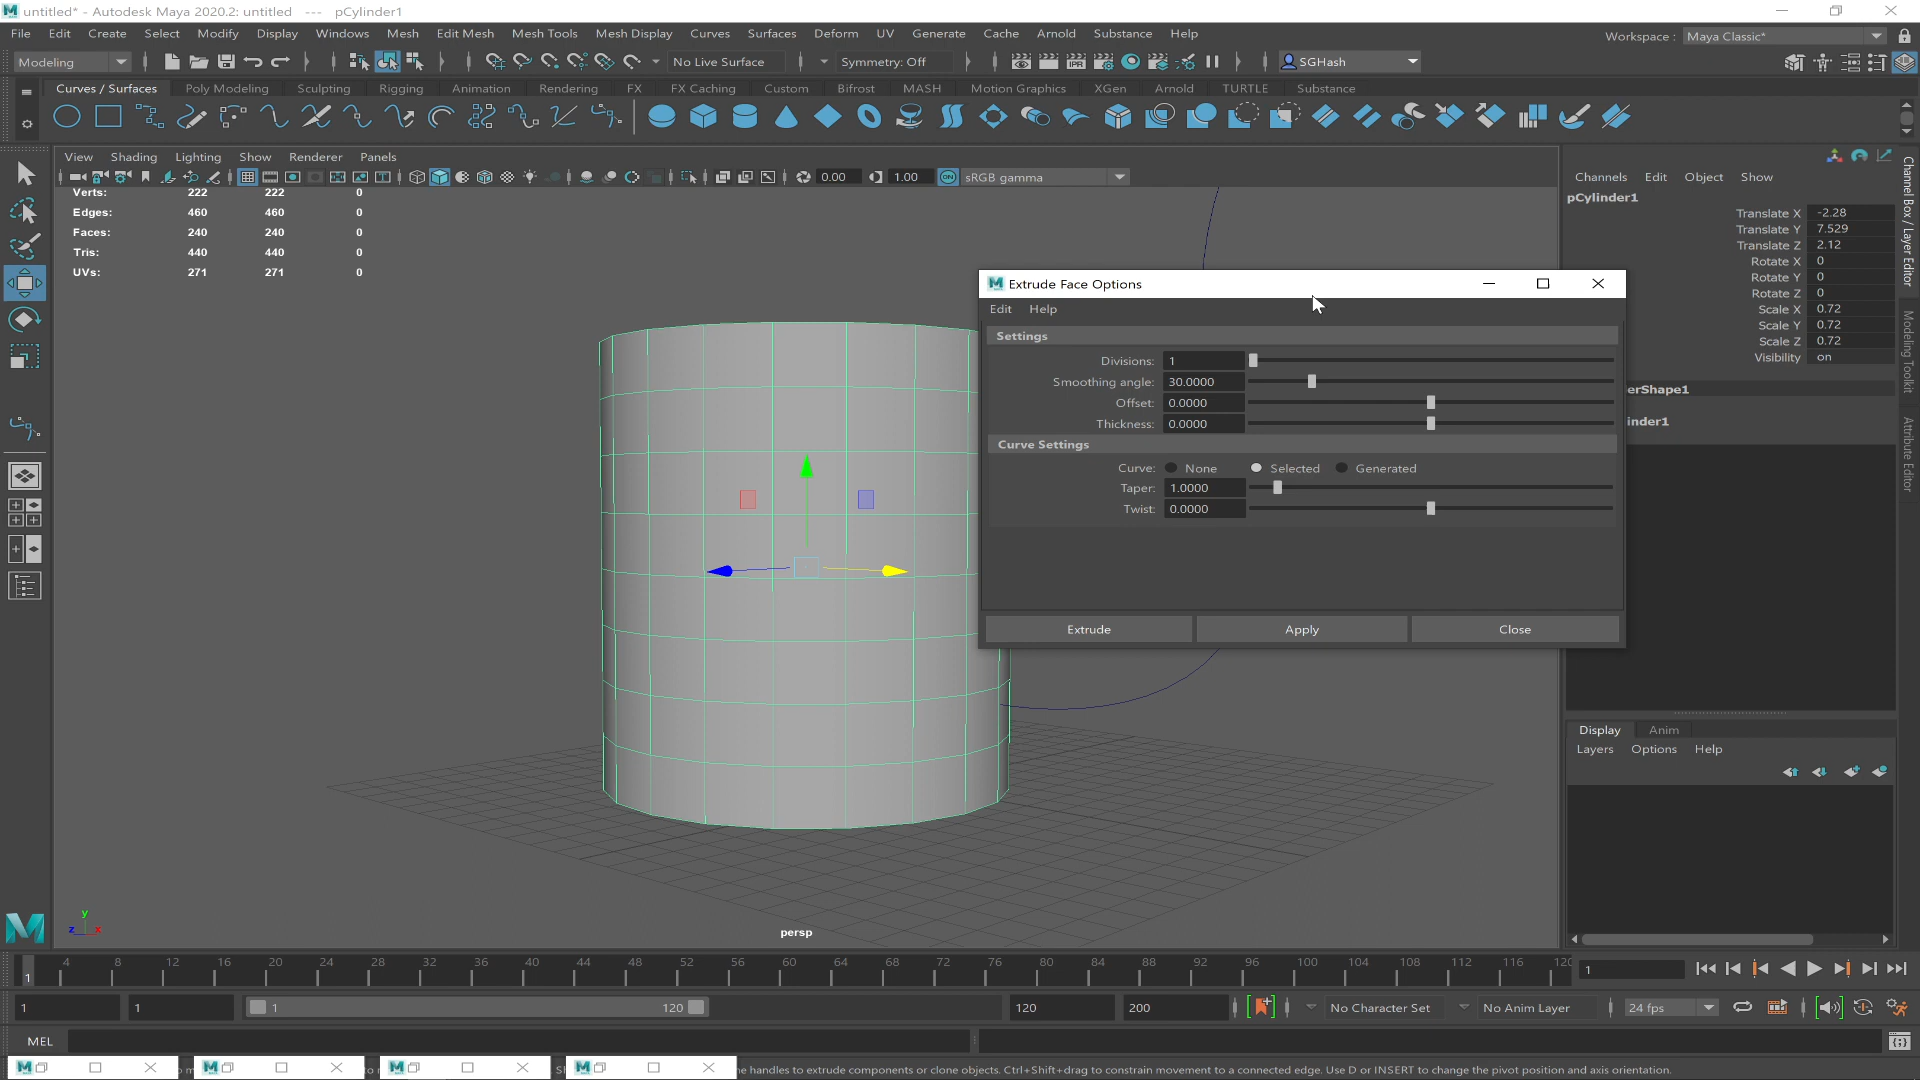 untitled* - Autodesk Maya 2020.2: untitled --- pCylinder1
File Edit Create Select Modify Display Windows Mesh Edit Mesh Mesh Tools Mesh Display Curves Surfaces Deform UV Generate Cache Arnold Substance Help
Workspace : Maya Classic*
Modeling No Live Surface Symmetry: Off IPR SGHash
Curves / Surfaces Poly Modeling Sculpting Rigging Animation Rendering FX FX Caching Custom Bifrost MASH Motion Graphics XGen Arnold TURTLE Substance
View Shading Lighting Show Renderer Panels
0.00 1.00 ON sRGB gamma
Verts: 222 222 0
Edges: 460 460 0
Faces: 240 240 0
Tris: 440 440 0
UVs: 271 271 0
Extrude Face Options
Edit Help
Settings
Divisions: 1
Smoothing angle: 30.0000
Offset: 0.0000
Thickness: 0.0000
Curve Settings
Curve: None Selected Generated
Taper: 1.0000
Twist: 0.0000
Extrude Apply Close
Channels Edit Object Show
pCylinder1
Translate X -2.28
Translate Y 7.529
Translate Z 2.12
Rotate X 0
Rotate Y 0
Rotate Z 0
Scale X 0.72
Scale Y 0.72
Scale Z 0.72
Visibility on
erShape1
inder1
Channel Box / Layer Editor
Modeling Toolkit
Attribute Editor
Display Anim
Layers Options Help
y
z x
persp
1 4 8 12 16 20 24 28 32 36 40 44 48 52 56 60 64 68 72 76 80 84 88 92 96 100 104 108 112 116 120
1
1 1 1 120 120 200 No Character Set No Anim Layer 24 fps
MEL
handles to extrude components or clone objects. Ctrl+Shift+drag to constrain movement to a connected edge. Use D or INSERT to change the pivot position and axis orientation.